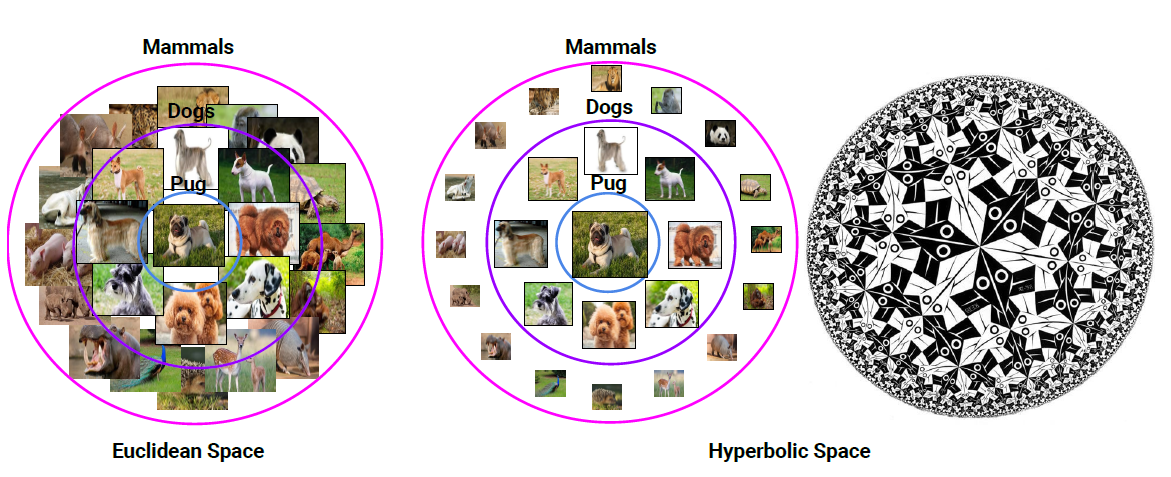 Mammals
Dogs
Pug
Euclidean Space
Mammals
Dogs
Pug
Hyperbolic Space